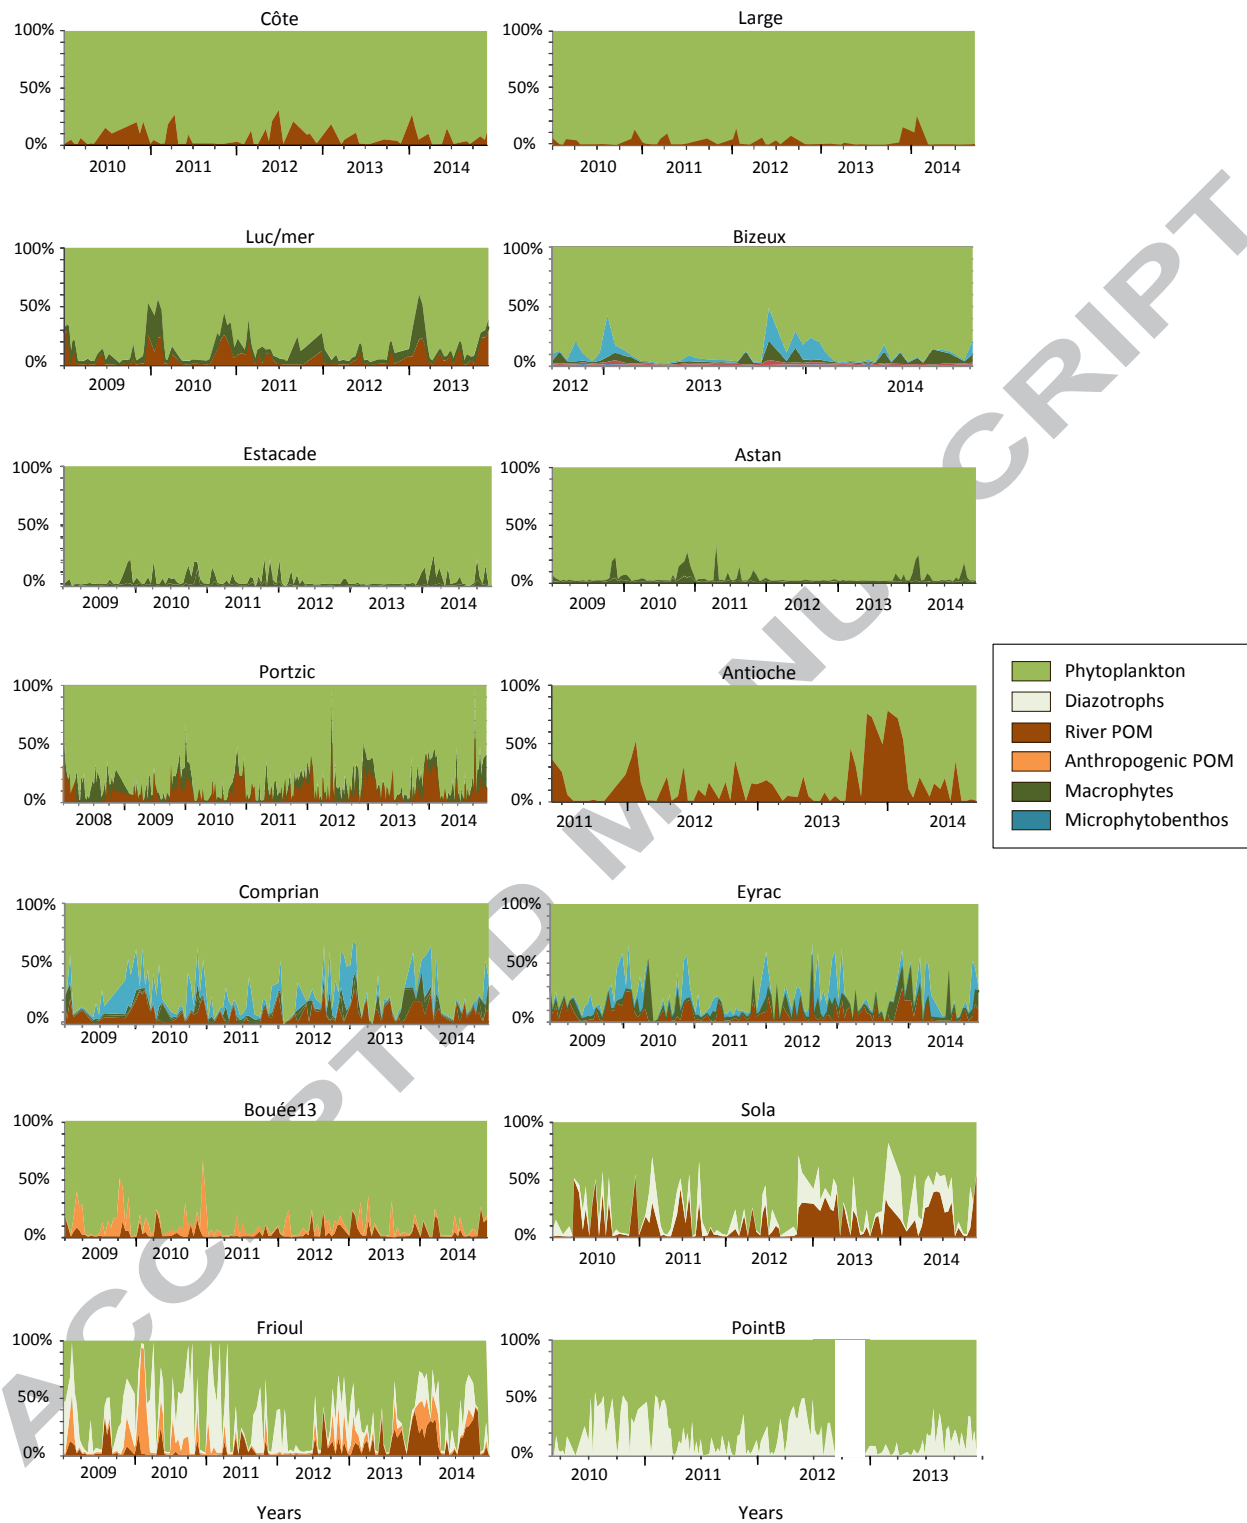 Côte
100%
50%
0%
2010 2011 2012 2013 2014
Large
100%
50%
0%
2010 2011 2012 2013 2014
Luc/mer
100%
50%
0%
2009 2010 2011 2012 2013
Bizeux
100%
50%
0%
2012 2013 2014
Estacade
100%
50%
0%
2009 2010 2011 2012 2013 2014
Astan
100%
50%
0%
2009 2010 2011 2012 2013 2014
Portzic
100%
50%
0%
2008 2009 2010 2011 2012 2013 2014
Antioche
100%
50%
0%
2011 2012 2013 2014
Phytoplankton
Diazotrophs
River POM
Anthropogenic POM
Macrophytes
Microphytobenthos
Comprian
100%
50%
0%
2009 2010 2011 2012 2013 2014
Eyrac
100%
50%
0%
2009 2010 2011 2012 2013 2014
Bouée13
100%
50%
0%
2009 2010 2011 2012 2013 2014
Sola
100%
50%
0%
2010 2011 2012 2013 2014
Frioul
100%
50%
0%
2009 2010 2011 2012 2013 2014
Years
PointB
100%
50%
0%
2010 2011 2012 2013
Years
ACCEPTED MANUSCRIPT